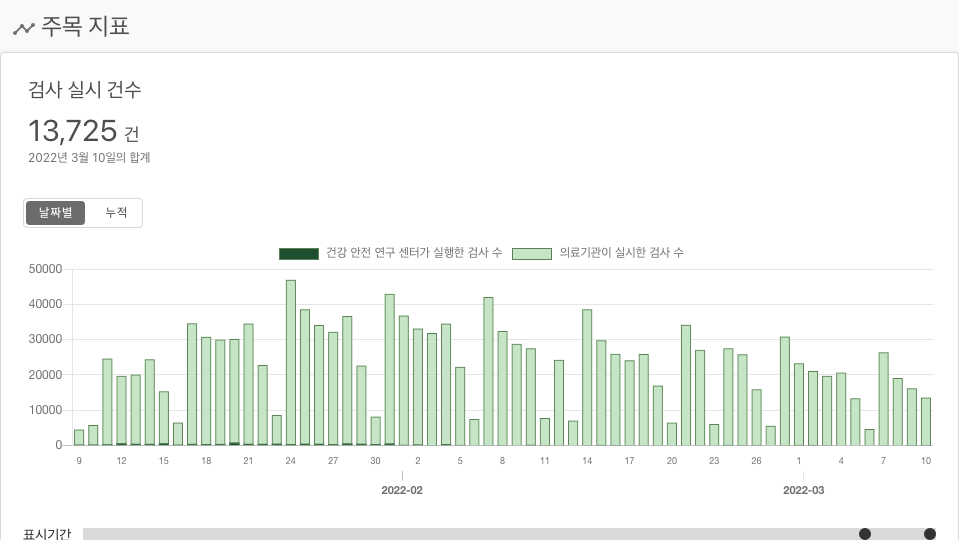 주목 지표
검사 실시 건수
13,725 건
2022년 3월 10일의 합계
날짜별 누적
건강 안전 연구 센터가 실행한 검사 수 의료기관이 실시한 검사 수
50000
40000
30000
20000
10000
0
9 12 15 18 21 24 27 30 2 5 8 11 14 17 20 23 26 1 4 7 10
2022-02 2022-03
표시기간